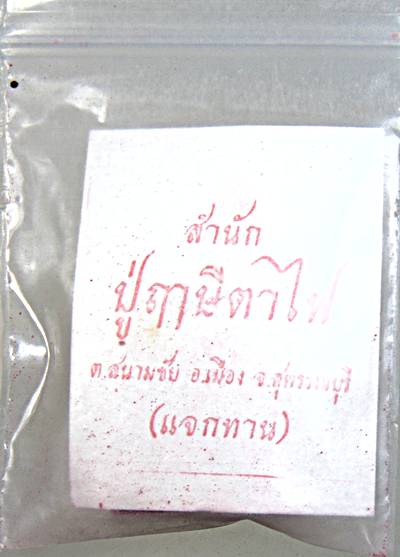 สำนัก
ปู่ฤๅษีตาไฟ
ต.สนามชัย อ.เมือง จ.สุพรรณบุรี
(แจกทาน)